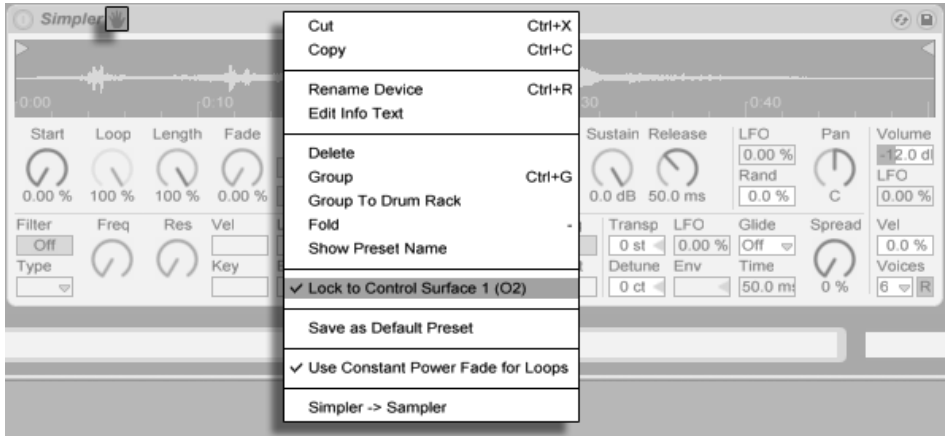 Simpler
Cut Ctrl+X
Copy Ctrl+C
Rename Device Ctrl+R
Edit Info Text
Delete
Group Ctrl+G
Group To Drum Rack
Fold -
Show Preset Name
✓ Lock to Control Surface 1 (O2)
Save as Default Preset
✓ Use Constant Power Fade for Loops
Simpler -> Sampler
0:00 0:10 30 0:40
Start Loop Length Fade Sustain Release LFO Pan Volume
0.00 % -12.0 dB
Rand LFO
0.00 % 100 % 100 % 0.00 % 0.0 dB 50.0 ms 0.0 % C 0.00 %
Filter Freq Res Vel Transp LFO Glide Spread Vel
Off 0 st 0.00 % Off 0.0 %
Type Key Detune Env Time Voices
0 ct 50.0 ms 0 % 6 R